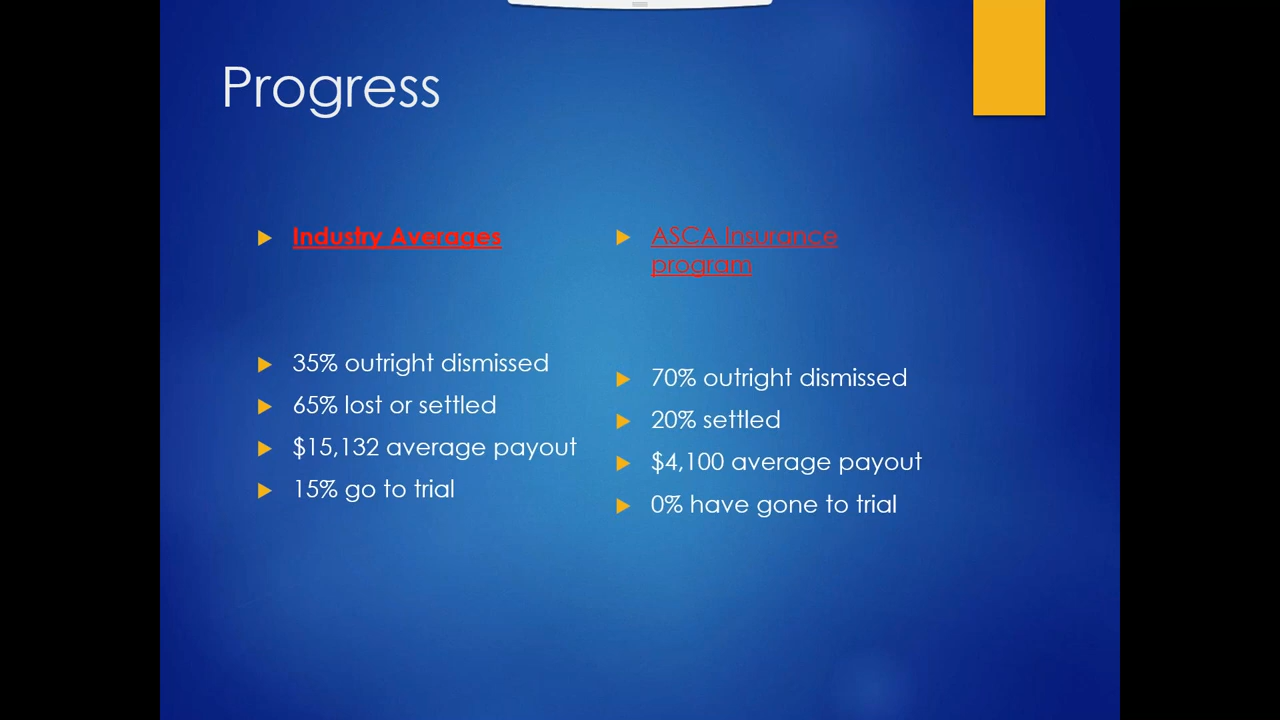 Progress
Industry Averages
35% outright dismissed
65% lost or settled
$15,132 average payout
15% go to trial
ASCA Insurance
program
70% outright dismissed
20% settled
$4,100 average payout
0% have gone to trial